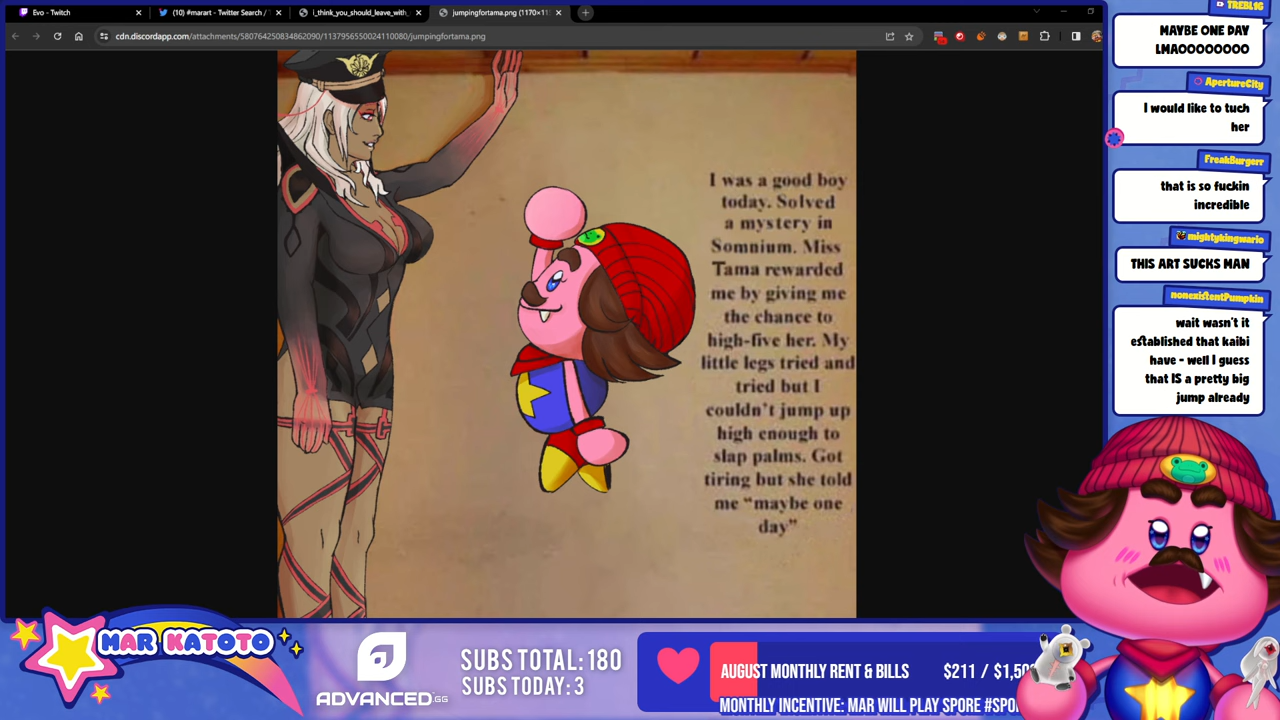 Evo - Twitch
(10) #marart - Twitter Search /
i_think_you_should_leave_with_
jumpingfortama.png (1170×11
cdn.discordapp.com/attachments/580764250834862090/1137956550024110080/jumpingfortama.png
I was a good boy
today. Solved
a mystery in
Somnium. Miss
Tama rewarded
me by giving me
the chance to
high-five her. My
little legs tried and
tried but I
couldn't jump up
high enough to
slap palms. Got
tiring but she told
me “maybe one
day”
TREBL1G
MAYBE ONE DAY
LMAOOOOOOOO
ApertureCity
I would like to tuch
her
FreakBurgerr
that is so fuckin
incredible
mightykingwario
THIS ART SUCKS MAN
nonexistentPumpkin
wait wasn't it
established that kaibi
have - well I guess
that IS a pretty big
jump already
MAR KATOTO
ADVANCED.GG
SUBS TOTAL: 180
SUBS TODAY: 3
AUGUST MONTHLY RENT & BILLS $211 / $1,50
MONTHLY INCENTIVE: MAR WILL PLAY SPORE #SPO